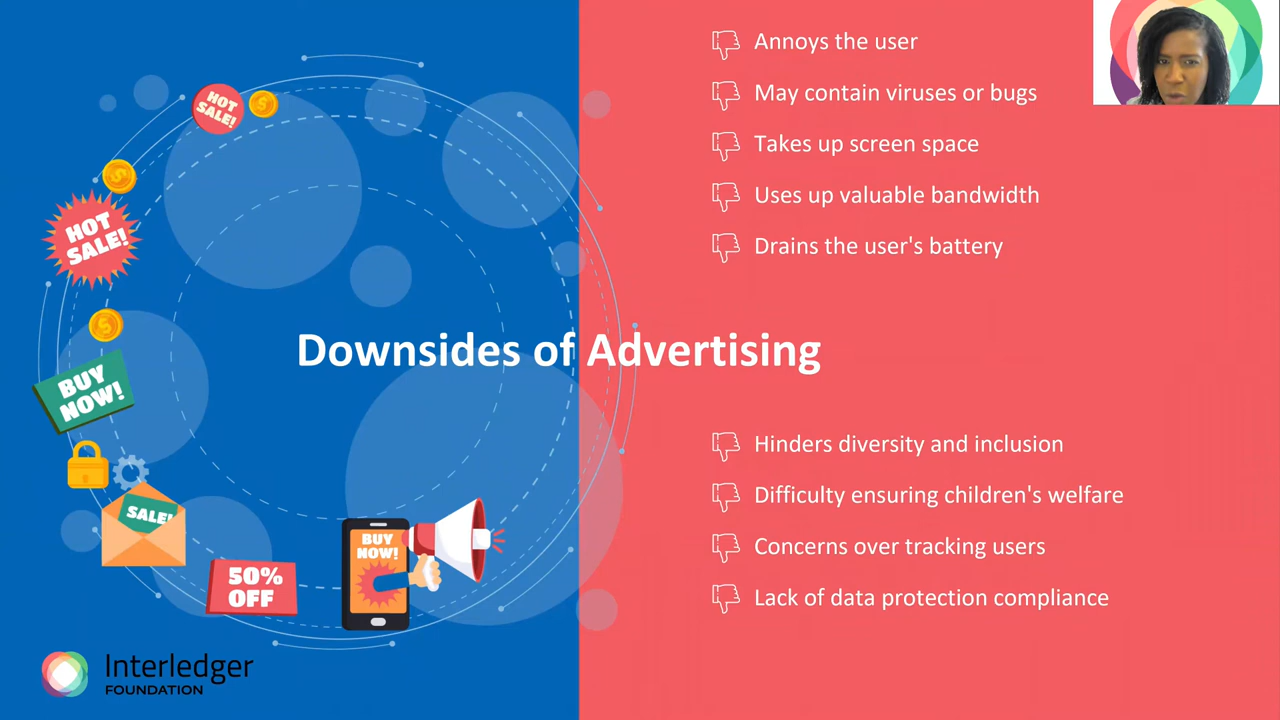 Annoys the user
May contain viruses or bugs
Takes up screen space
Uses up valuable bandwidth
Drains the user's battery
Downsides of Advertising
Hinders diversity and inclusion
Difficulty ensuring children's welfare
Concerns over tracking users
Lack of data protection compliance
HOT
SALE!
HOT
SALE!
BUY
NOW!
SALE!
50%
OFF
BUY
NOW!
Interledger
FOUNDATION